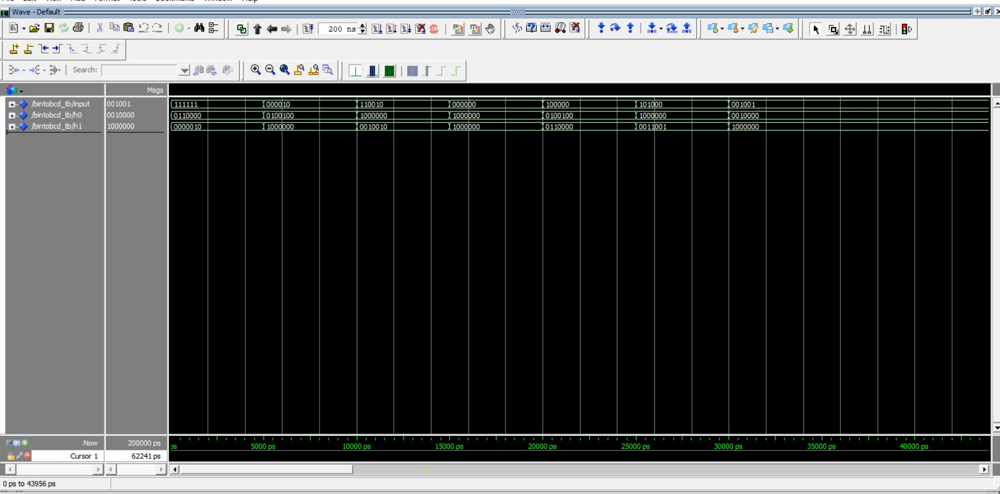 Wave - Default
200 ns
Search:
Msgs
/bintobcd_tb/input 001001 111111 000010 110010 000000 100000 101000 001001
/bintobcd_tb/h0 0010000 0110000 0100100 1000000 1000000 0100100 1000000 0010000
/bintobcd_tb/h1 1000000 0000010 1000000 0010010 1000000 0110000 0011001 1000000
Now 200000 ps ps 5000 ps 10000 ps 15000 ps 20000 ps 25000 ps 30000 ps 35000 ps 40000 ps
Cursor 1 62241 ps
0 ps to 43956 ps